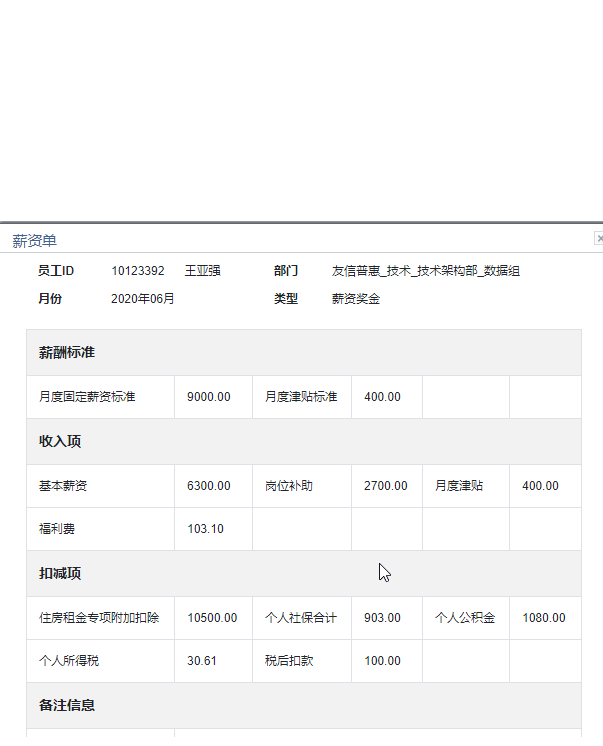 薪资单
员工ID 10123392 王亚强 部门 友信普惠_技术_技术架构部_数据组
月份 2020年06月 类型 薪资奖金
薪酬标准
月度固定薪资标准 9000.00 月度津贴标准 400.00
收入项
基本薪资 6300.00 岗位补助 2700.00 月度津贴 400.00
福利费 103.10
扣减项
住房租金专项附加扣除 10500.00 个人社保合计 903.00 个人公积金 1080.00
个人所得税 30.61 税后扣款 100.00
备注信息